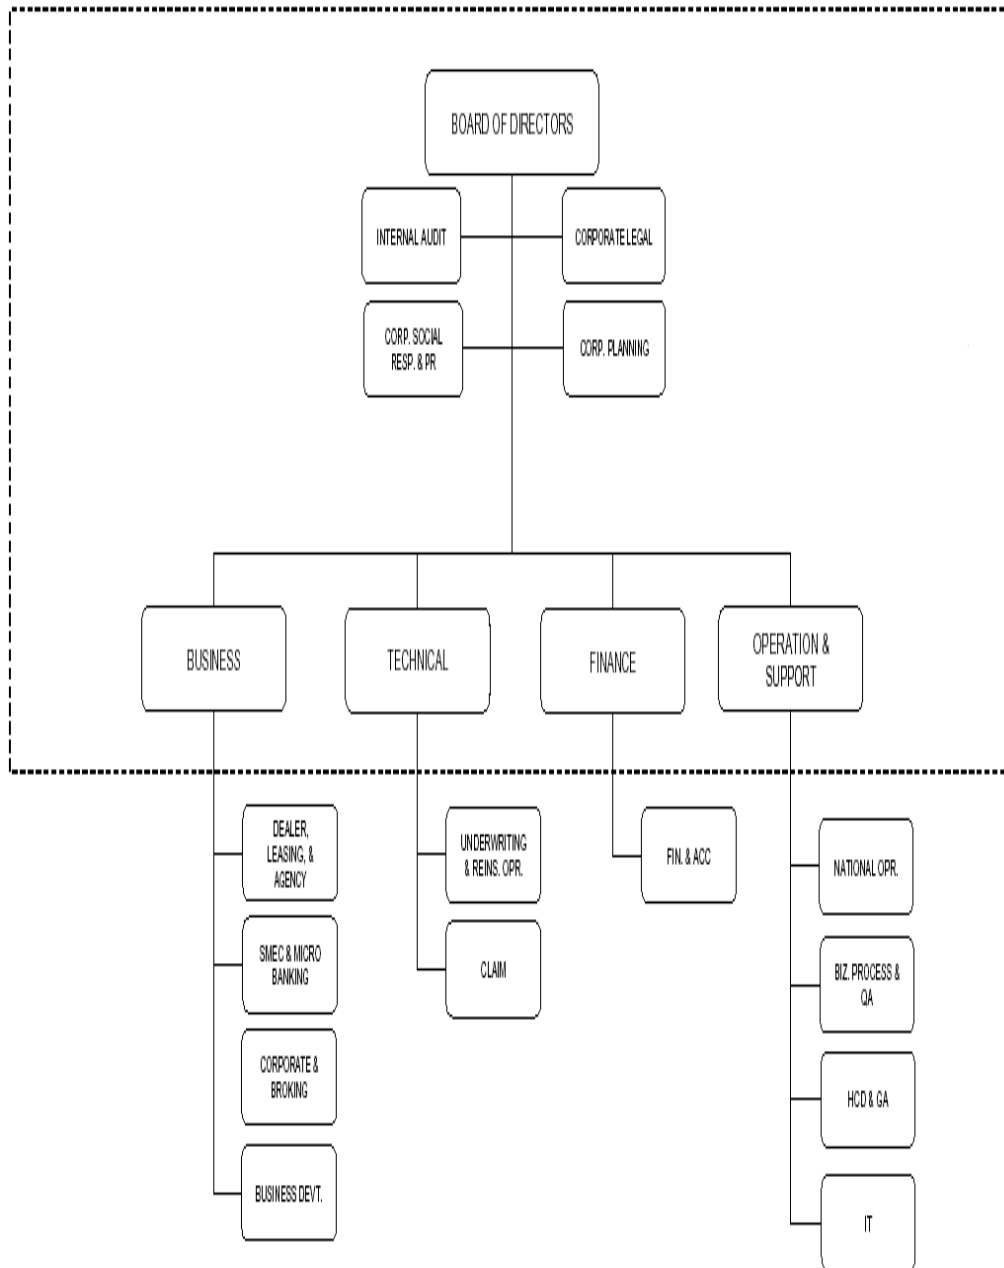 BOARD OF DIRECTORS
INTERNAL AUDIT
CORPORATE LEGAL
CORP. SOCIAL
RESP. & PR
CORP. PLANNING
BUSINESS
TECHNICAL
FINANCE
OPERATION &
SUPPORT
DEALER,
LEASING, &
AGENCY
SMEC & MICRO
BANKING
CORPORATE &
BROKING
BUSINESS DEVT.
UNDERWRITING
& REINS. OPR.
CLAIM
FIN. & ACC
NATIONAL OPR.
BIZ. PROCESS &
QA
HCD & GA
IT